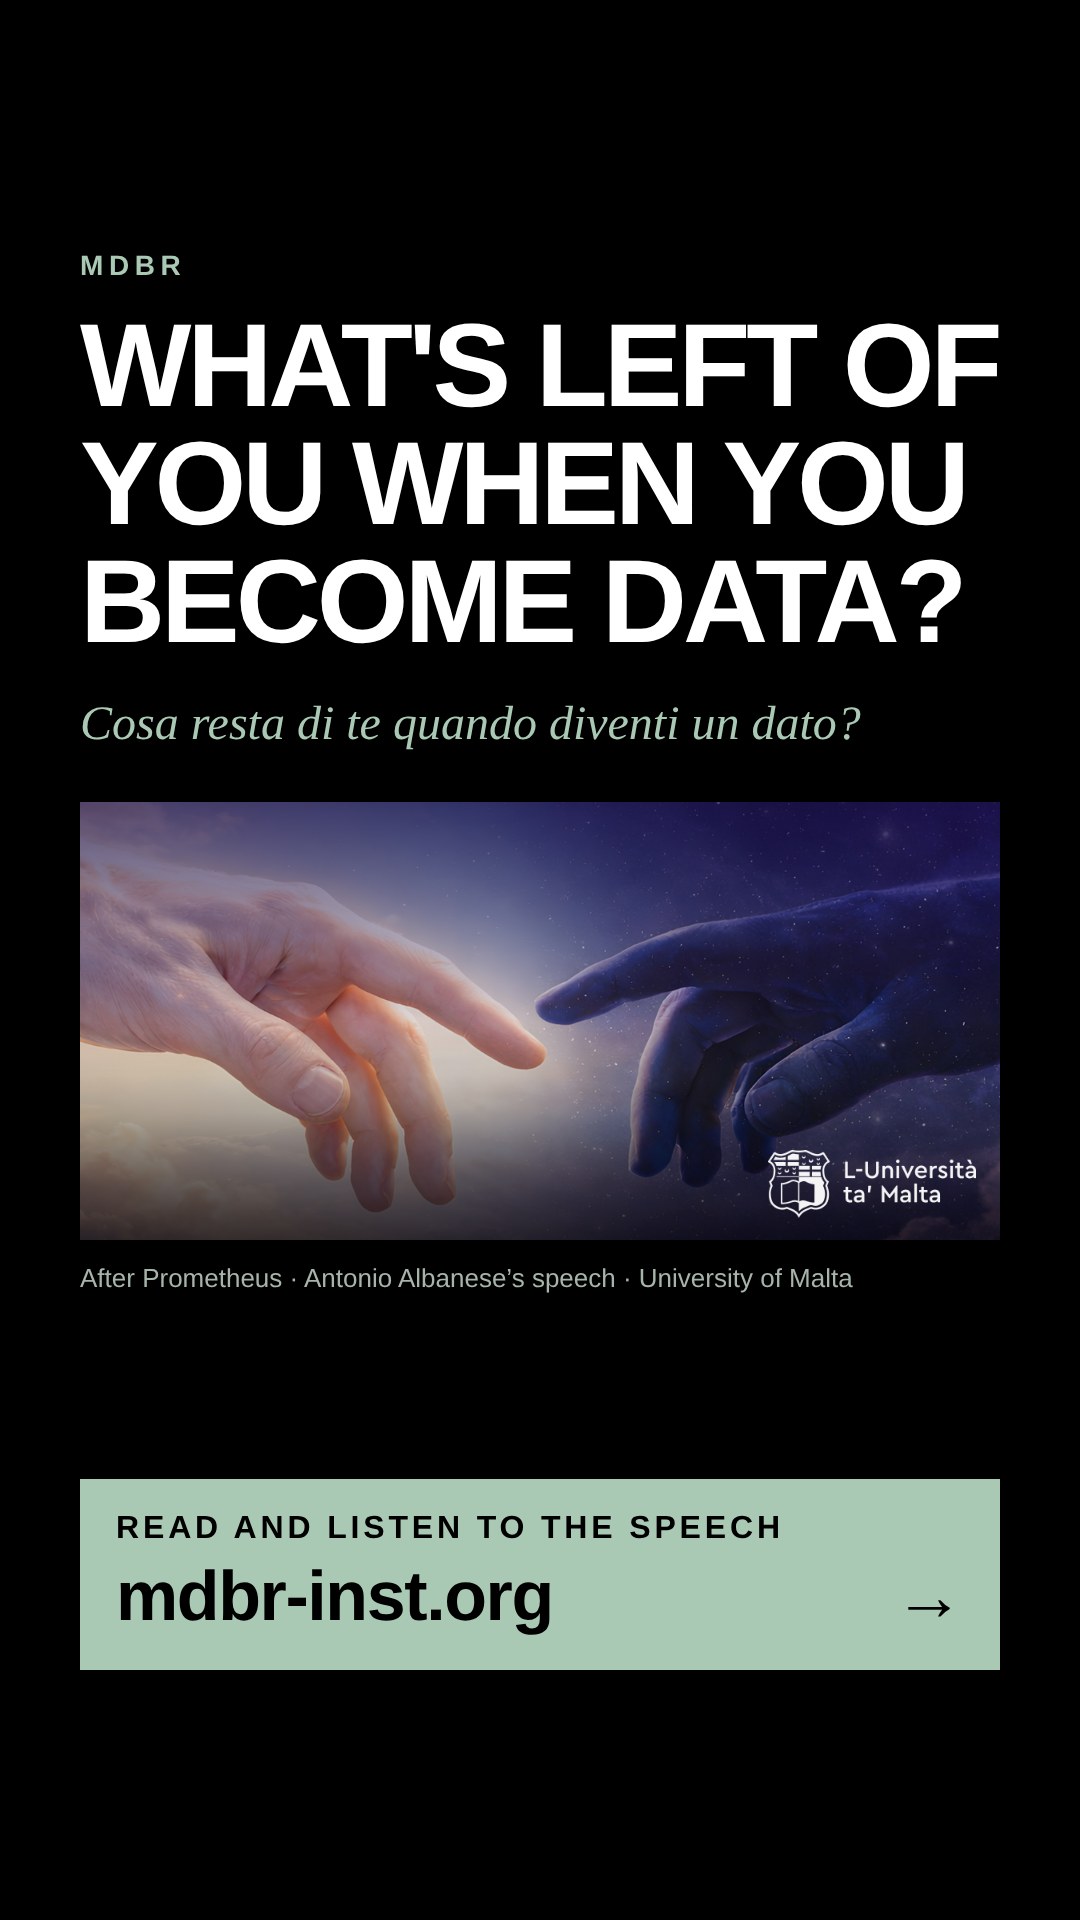 MDBR
WHAT'S LEFT OF
YOU WHEN YOU
BECOME DATA?
Cosa resta di te quando diventi un dato?
L-Università
ta' Malta
After Prometheus · Antonio Albanese’s speech · University of Malta
READ AND LISTEN TO THE SPEECH
mdbr-inst.org →